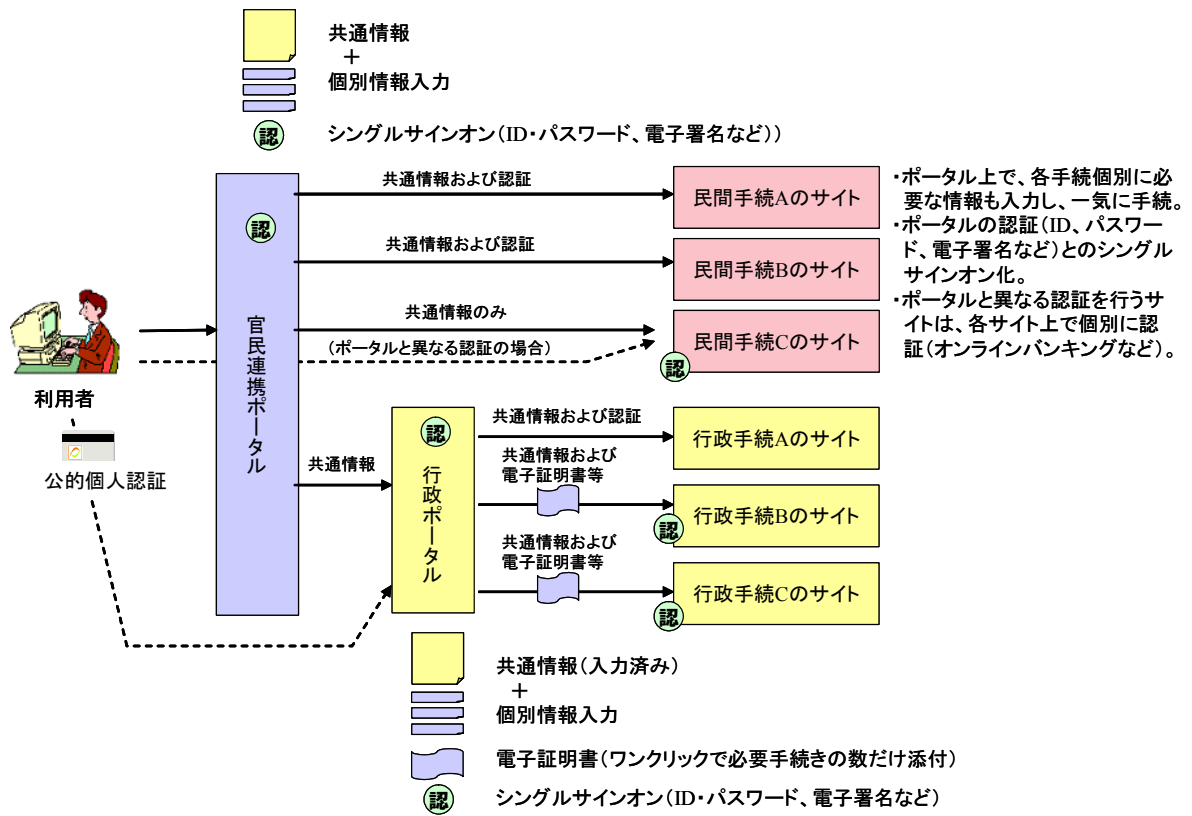 共通情報
＋
個別情報入力
認 シングルサインオン（ID・パスワード、電子署名など））
共通情報および認証
民間手続Aのサイト
・ポータル上で、各手続個別に必
要な情報も入力し、一気に手続。
・ポータルの認証（ID、パスワー
ド、電子署名など）とのシングル
サインオン化。
・ポータルと異なる認証を行うサ
イトは、各サイト上で個別に認
証（オンラインバンキングなど）。
認
共通情報および認証
民間手続Bのサイト
共通情報のみ
（ポータルと異なる認証の場合）
民間手続Cのサイト
認
官民連携ポータル
利用者
公的個人認証
共通情報
認
行政ポータル
共通情報および認証
行政手続Aのサイト
共通情報および
電子証明書等
行政手続Bのサイト
認
共通情報および
電子証明書等
行政手続Cのサイト
認
共通情報（入力済み）
＋
個別情報入力
電子証明書（ワンクリックで必要手続きの数だけ添付）
認 シングルサインオン（ID・パスワード、電子署名など）